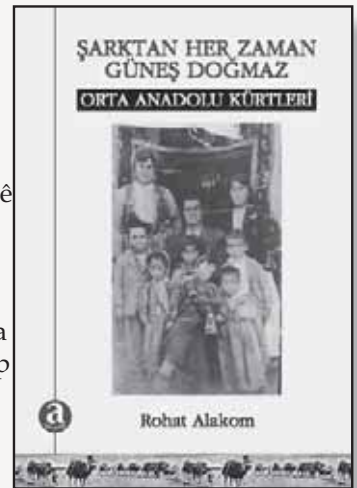 ŞARKTAN HER ZAMAN
GÜNEŞ DOĞMAZ
ORTA ANADOLU KÜRTLERİ
ê
a
p
a
Rohat Alakom